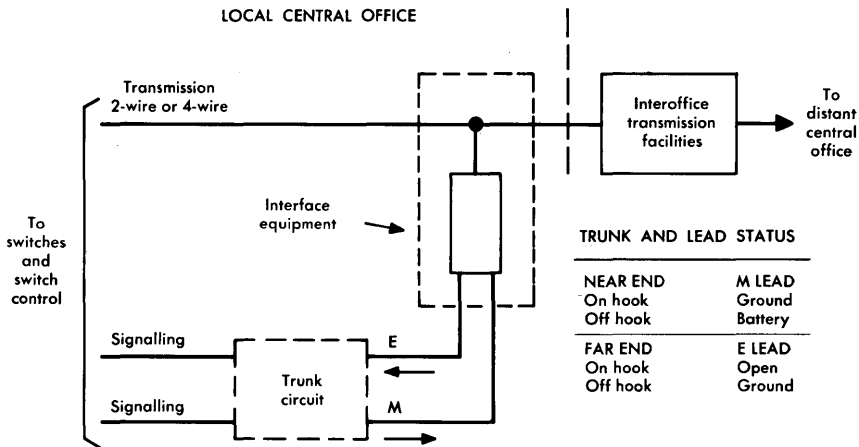 LOCAL CENTRAL OFFICE
Transmission
2-wire or 4-wire
Interoffice
transmission
facilities
To
distant
central
office
Interface
equipment
To
switches
and
switch
control
TRUNK AND LEAD STATUS
NEAR END M LEAD
On hook Ground
Off hook Battery
FAR END E LEAD
On hook Open
Off hook Ground
Signalling
E
Trunk
circuit
Signalling
M